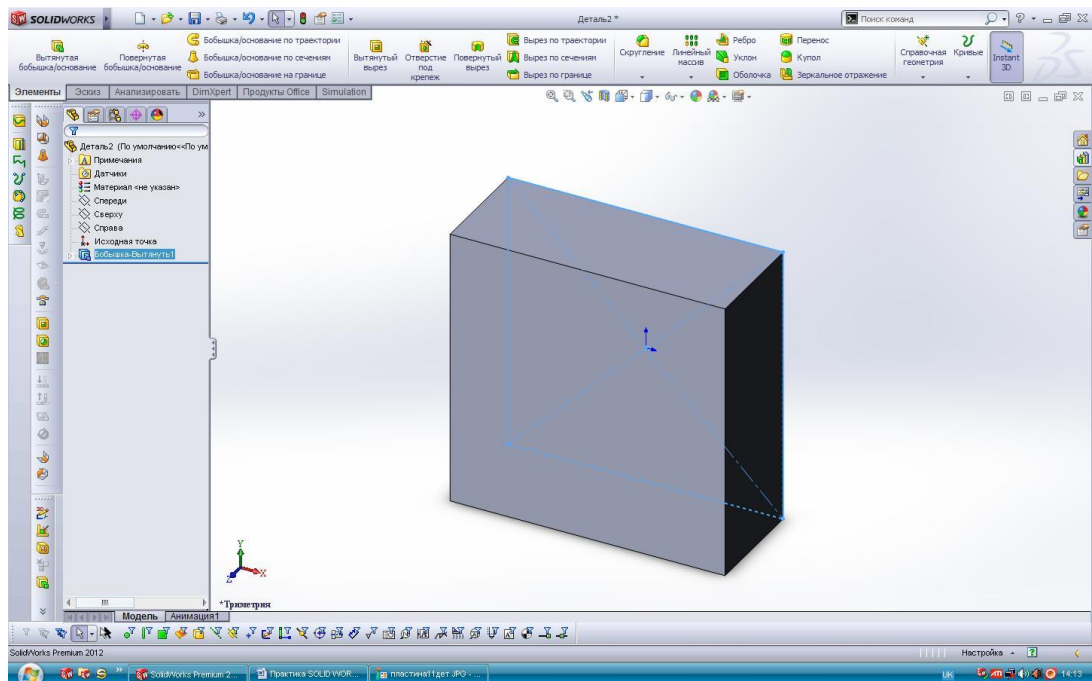 SOLIDWORKS
Деталь2 *
Поиск команд
Вытянутая бобышка/основание
Повернутая бобышка/основание
Бобышка/основание по траектории
Бобышка/основание по сечениям
Бобышка/основание на границе
Вытянутый вырез
Отверстие под крепеж
Повернутый вырез
Вырез по траектории
Вырез по сечениям
Вырез по границе
Скругление
Линейный массив
Ребро
Уклон
Оболочка
Перенос
Купол
Зеркальное отражение
Справочная геометрия
Кривые
Instant 3D
Элементы
Эскиз
Анализировать
DimXpert
Продукты Office
Simulation
Деталь2 (По умолчанию<<По ум
Примечания
Датчики
Материал <не указан>
Спереди
Сверху
Справа
Исходная точка
Бобышка-Вытянуть1
Y
X
Z
*Триметрия
Модель
Анимация1
SolidWorks Premium 2012
Настройка
SolidWorks Premium 2...
Практика SOLID WOR...
пластина11дет.JPG - ...
UK
14:13